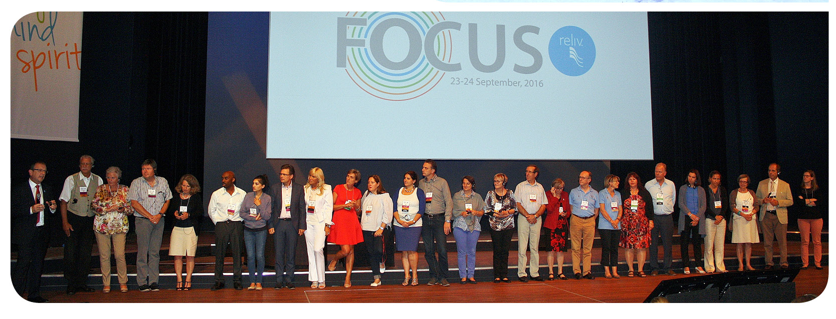 ind
spirit
FOCUS
reliv.
23-24 September, 2016